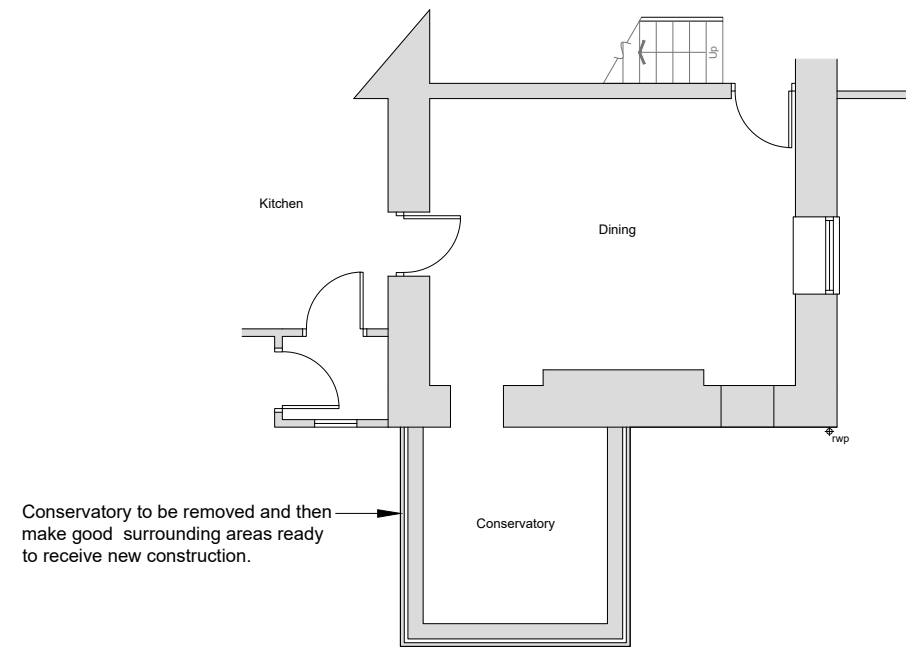 Up
Kitchen
Dining
rwp
Conservatory to be removed and then
make good surrounding areas ready
to receive new construction.
Conservatory